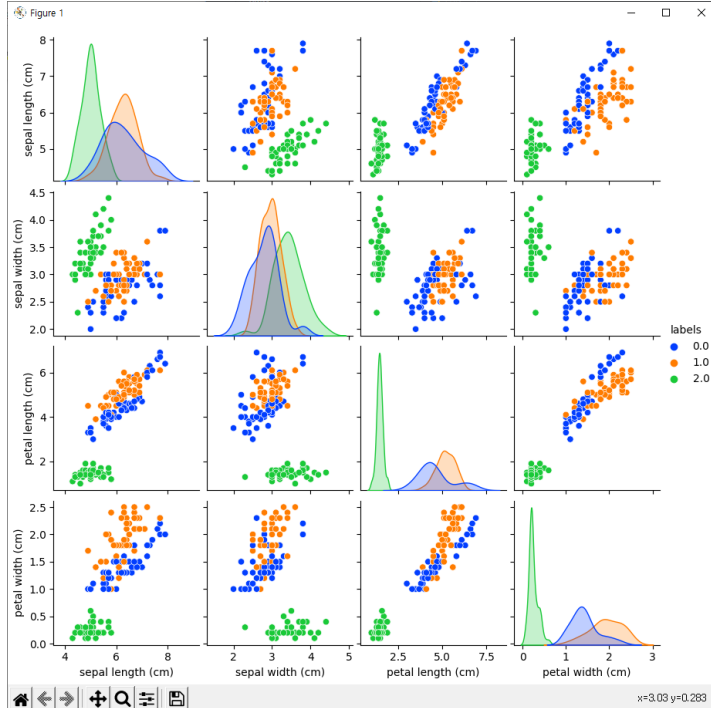 Figure 1
8
7
6
5
sepal length (cm)
4.5
4.0
3.5
3.0
2.5
2.0
sepal width (cm)
6
4
2
petal length (cm)
labels
0.0
1.0
2.0
2.5
2.0
1.5
1.0
0.5
0.0
petal width (cm)
4 6 8 2 3 4 5 2.5 5.0 7.5 0 1 2 3
sepal length (cm) sepal width (cm) petal length (cm) petal width (cm)
x=3.03 y=0.283